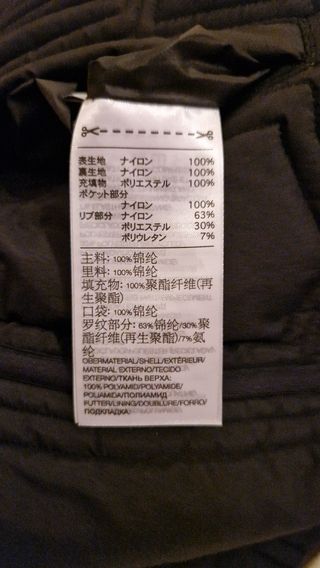 表生地 ナイロン 100%
裏生地 ナイロン 100%
充填物 ポリエステル 100%
ポケット部分
ナイロン 100%
リブ部分 ナイロン 63%
ポリエステル 30%
ポリウレタン 7%
主料: 100%锦纶
里料: 100%锦纶
填充物: 100%聚酯纤维(再
生聚酯)
口袋: 100%锦纶
罗纹部分: 63%锦纶/30%聚
酯纤维(再生聚酯)/7%氨
纶
OBERMATERIAL/SHELL/EXTÉRIEUR/
MATERIAL EXTERNO/TECIDO
EXTERNO/ТКАНЬ ВЕРХА:
100% POLYAMID/POLYAMIDE/
POLIAMIDA/ПОЛИАМИД
FUTTER/LINING/DOUBLURE/FORRO/
ПОДКЛАДКА: